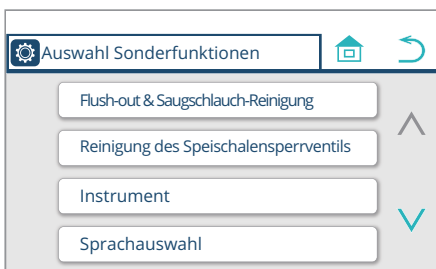 Auswahl Sonderfunktionen
Flush-out & Saugschlauch-Reinigung
Reinigung des Speischalensperrventils
Instrument
Sprachauswahl